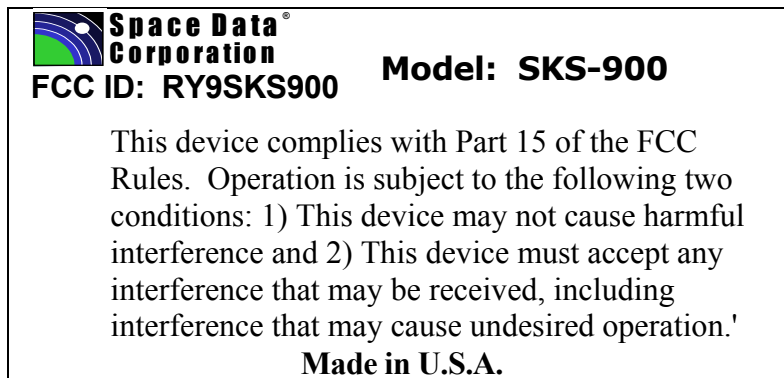 Space Data®
Corporation
FCC ID: RY9SKS900 Model: SKS-900
This device complies with Part 15 of the FCC
Rules. Operation is subject to the following two
conditions: 1) This device may not cause harmful
interference and 2) This device must accept any
interference that may be received, including
interference that may cause undesired operation.'
Made in U.S.A.